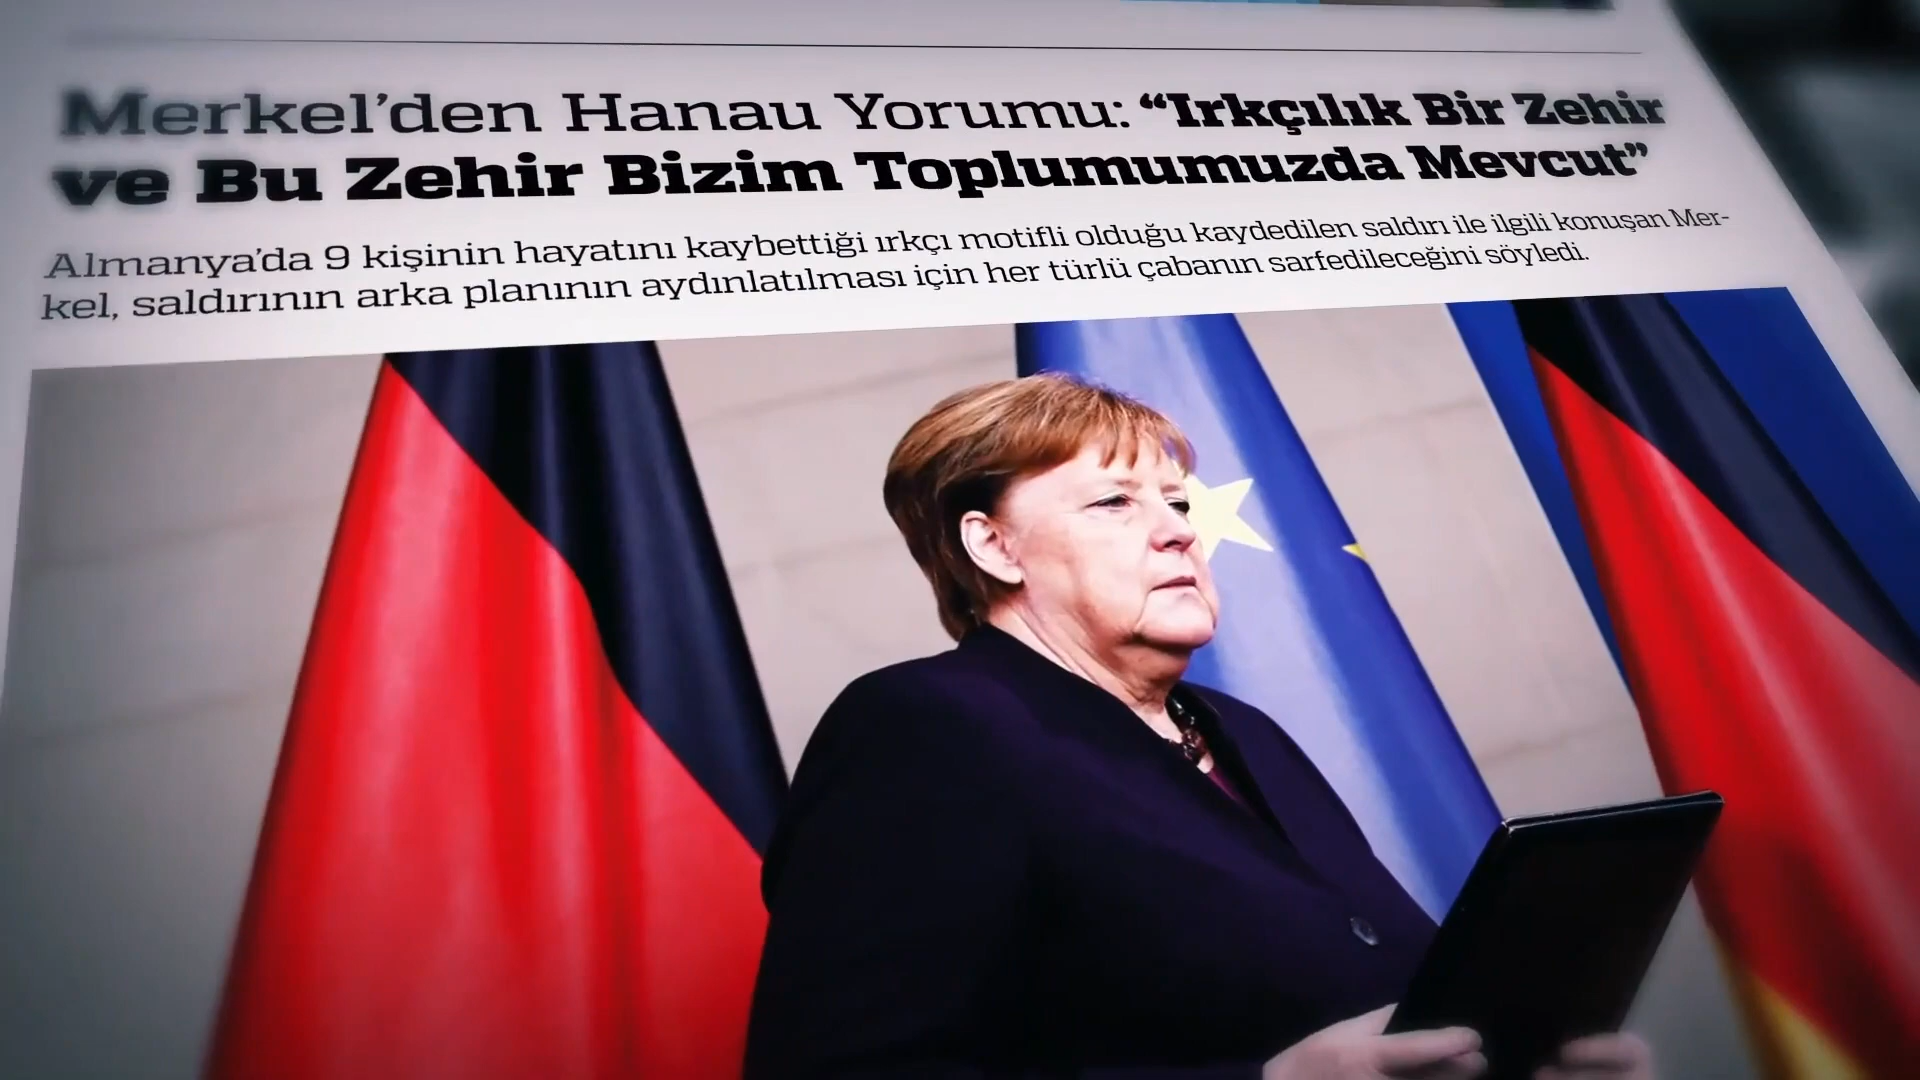 Merkel’den Hanau Yorumu: “Irkçılık Bir Zehir
ve Bu Zehir Bizim Toplumumuzda Mevcut”
Almanya’da 9 kişinin hayatını kaybettiği ırkçı motifli olduğu kaydedilen saldırı ile ilgili konuşan Mer-
kel, saldırının arka planının aydınlatılması için her türlü çabanın sarfedileceğini söyledi.